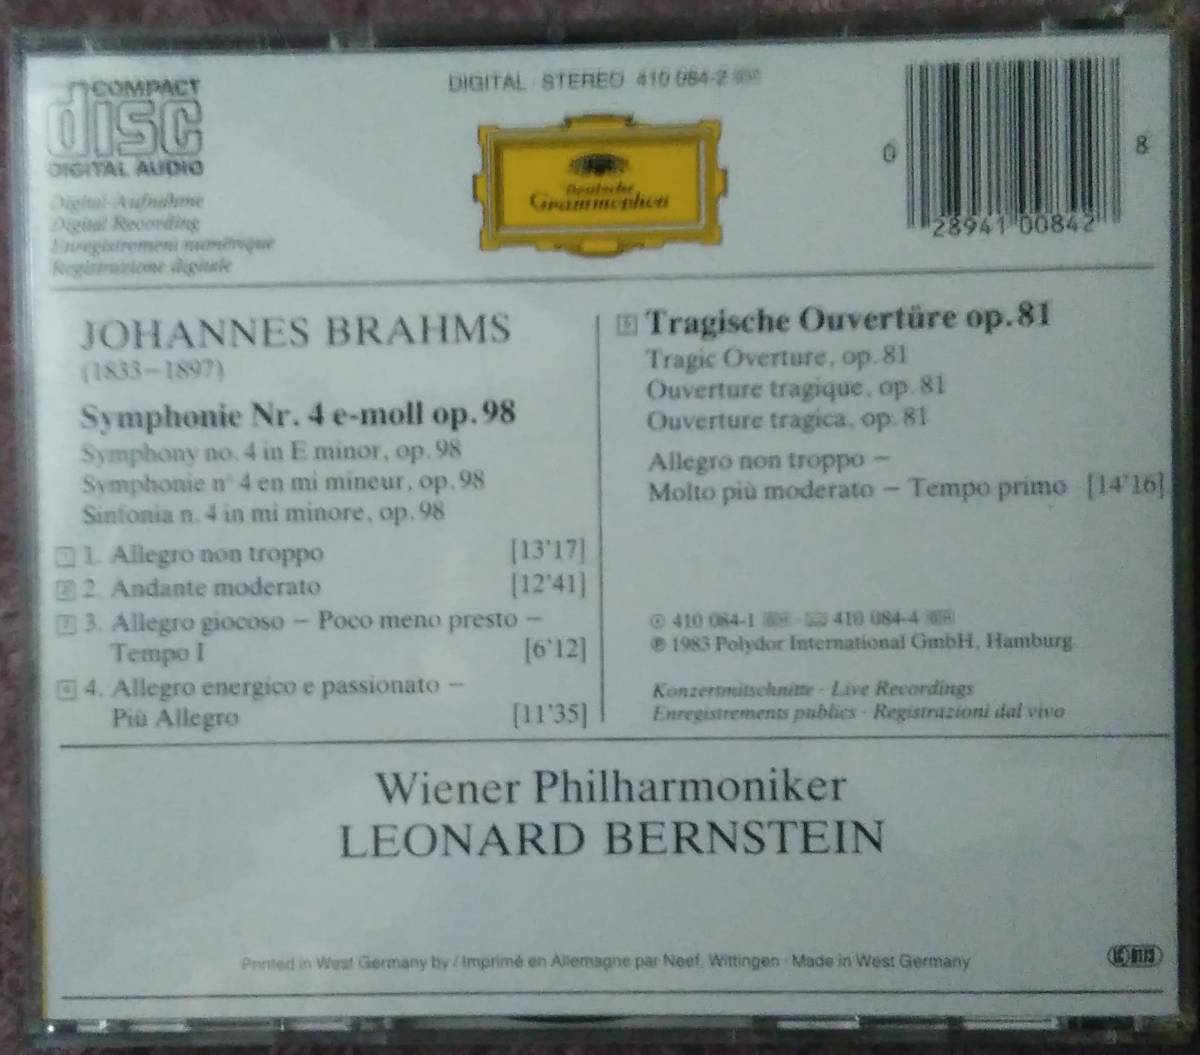 COMPACT
disc
DIGITAL AUDIO
Digital-Aufnahme
Digital Recording
Enregistrement numérique
Registrazione digitale
DIGITAL · STEREO 410 084-2
Deutsche
Grammophon
0 28941 00842 8
JOHANNES BRAHMS
(1833–1897)
Symphonie Nr. 4 e-moll op. 98
Symphony no. 4 in E minor, op. 98
Symphonie n° 4 en mi mineur, op. 98
Sinfonia n. 4 in mi minore, op. 98
1 1. Allegro non troppo [13'17]
2 2. Andante moderato [12'41]
3 3. Allegro giocoso – Poco meno presto –
Tempo I [6'12]
4 4. Allegro energico e passionato –
Più Allegro [11'35]
5 Tragische Ouvertüre op. 81
Tragic Overture, op. 81
Ouverture tragique, op. 81
Ouverture tragica, op. 81
Allegro non troppo –
Molto più moderato – Tempo primo [14'16]
410 084-1 · 410 084-4
℗ 1983 Polydor International GmbH, Hamburg
Konzertmitschnitte · Live Recordings
Enregistrements publics · Registrazioni dal vivo
Wiener Philharmoniker
LEONARD BERNSTEIN
Printed in West Germany by / Imprimé en Allemagne par Neef, Wittingen · Made in West Germany
LC 0173